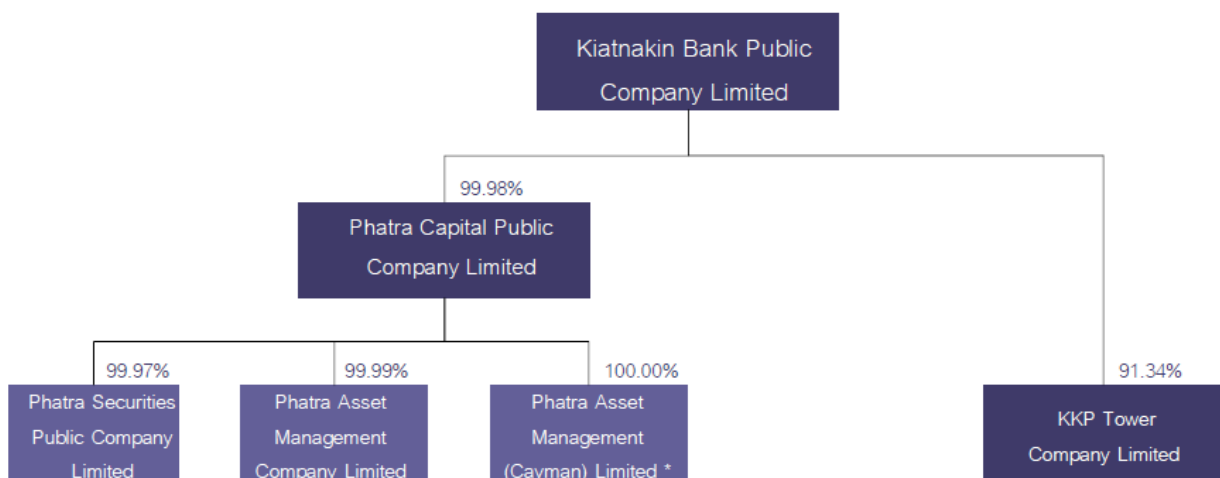 Kiatnakin Bank Public
Company Limited
99.98%
Phatra Capital Public
Company Limited
99.97%
Phatra Securities
Public Company
Limited
99.99%
Phatra Asset
Management
Company Limited
100.00%
Phatra Asset
Management
(Cayman) Limited *
91.34%
KKP Tower
Company Limited